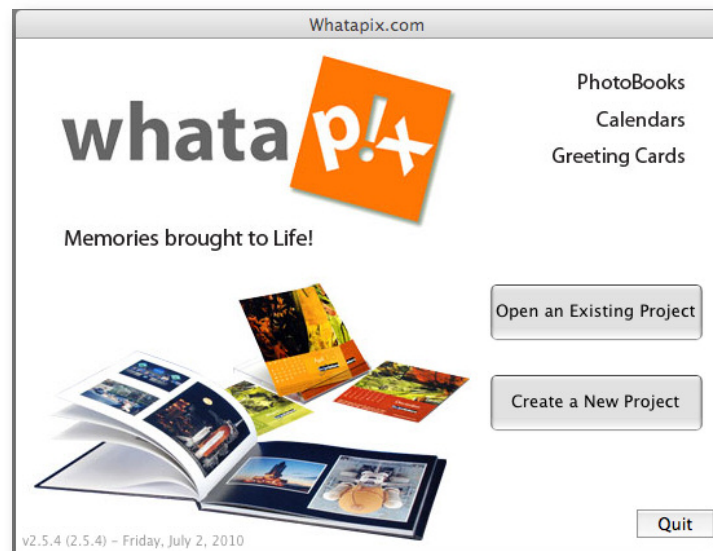 Whatapix.com
whata
p!x
PhotoBooks
Calendars
Greeting Cards
Memories brought to Life!
Open an Existing Project
Create a New Project
Quit
v2.5.4 (2.5.4) – Friday, July 2, 2010